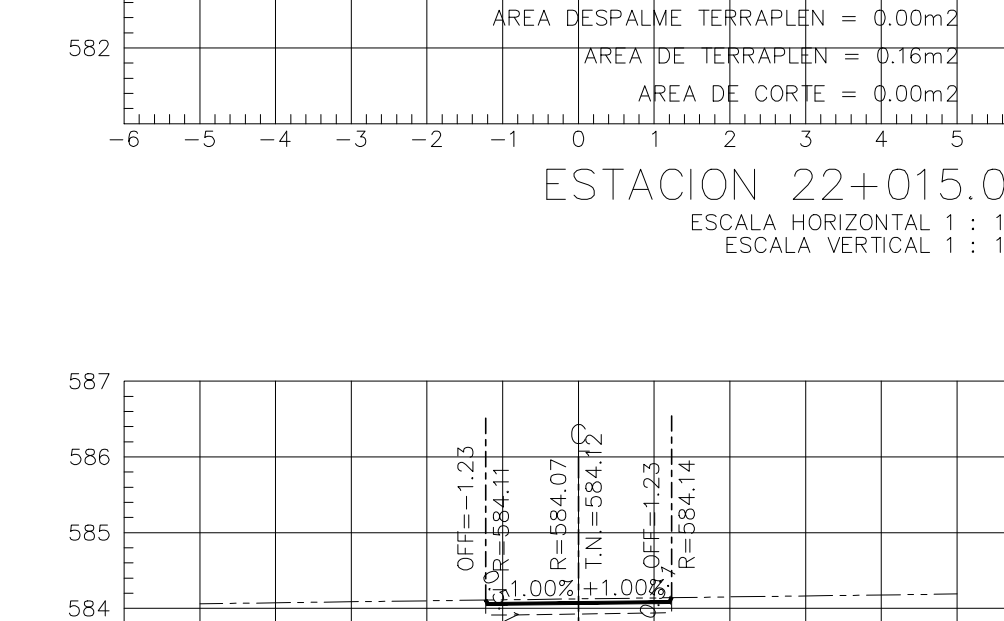 AREA DESPALME TERRAPLEN = 0.00m2
582
AREA DE TERRAPLEN = 0.16m2
AREA DE CORTE = 0.00m2
-6 -5 -4 -3 -2 -1 0 1 2 3 4 5
ESTACION 22+015.0
ESCALA HORIZONTAL 1 : 1
ESCALA VERTICAL 1 : 1
587
586
585
584
C
OFF=-1.23
R=584.11
R=584.07
T.N.=584.12
OFF=1.23
R=584.14
-1.00% +1.00%